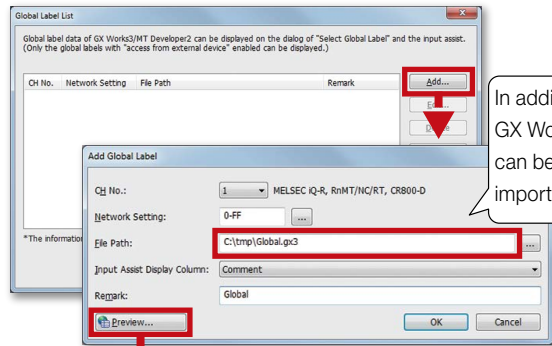 Global Label List
Global label data of GX Works3/MT Developer2 can be displayed on the dialog of "Select Global Label" and the input assist.
(Only the global labels with "access from external device" enabled can be displayed.)
CH No. Network Setting File Path Remark
Add...
In addi
GX Wo
can be
import
Add Global Label
CH No.: 1 MELSEC iQ-R, RnMT/NC/RT, CR800-D
Network Setting: 0-FF ...
*The information
File Path: C:\tmp\Global.gx3 ...
Input Assist Display Column: Comment
Remark: Global
Preview... OK Cancel